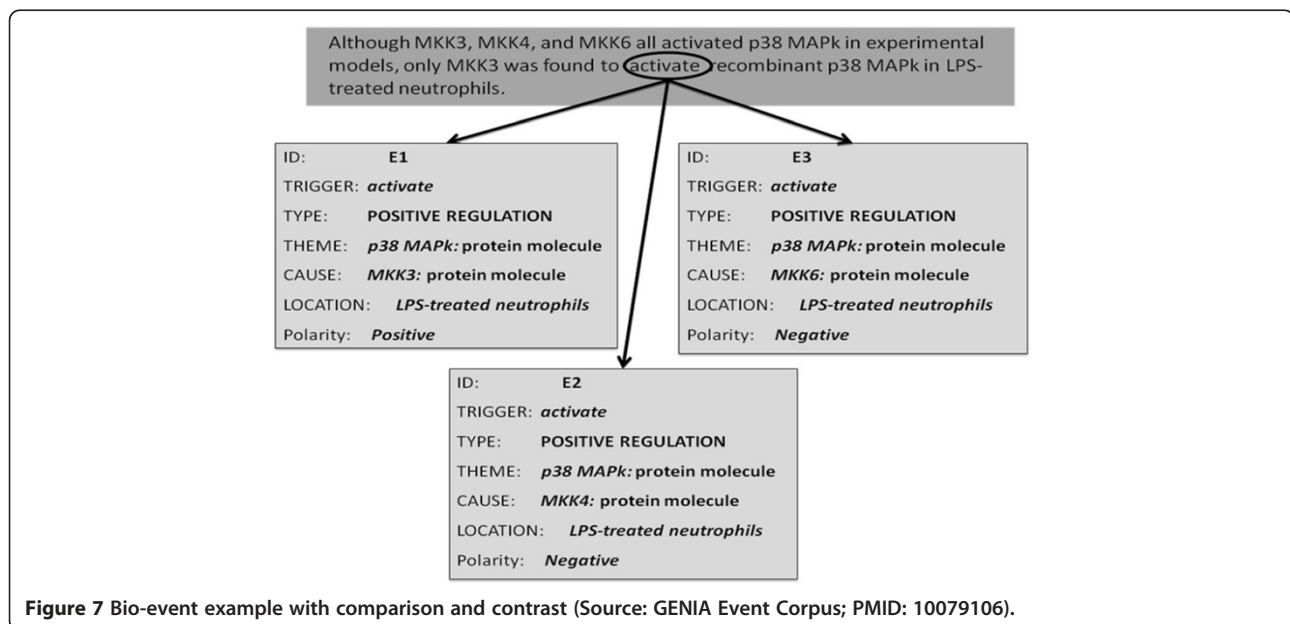 Although MKK3, MKK4, and MKK6 all activated p38 MAPk in experimental
models, only MKK3 was found to activate recombinant p38 MAPk in LPS-
treated neutrophils.
ID: E1
TRIGGER: activate
TYPE: POSITIVE REGULATION
THEME: p38 MAPk: protein molecule
CAUSE: MKK3: protein molecule
LOCATION: LPS-treated neutrophils
Polarity: Positive
ID: E3
TRIGGER: activate
TYPE: POSITIVE REGULATION
THEME: p38 MAPk: protein molecule
CAUSE: MKK6: protein molecule
LOCATION: LPS-treated neutrophils
Polarity: Negative
ID: E2
TRIGGER: activate
TYPE: POSITIVE REGULATION
THEME: p38 MAPk: protein molecule
CAUSE: MKK4: protein molecule
LOCATION: LPS-treated neutrophils
Polarity: Negative
Figure 7 Bio-event example with comparison and contrast (Source: GENIA Event Corpus; PMID: 10079106).